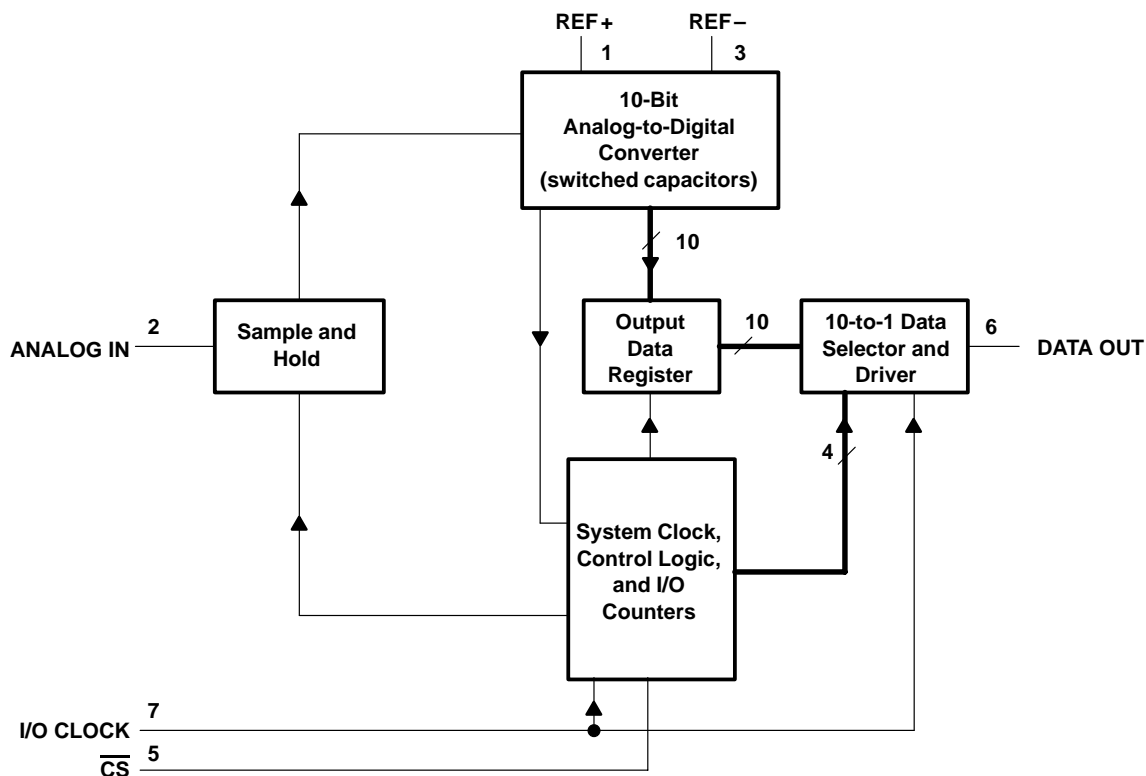 REF+
REF–
1
3
10-Bit
Analog-to-Digital
Converter
(switched capacitors)
10
2
ANALOG IN
Sample and
Hold
Output
Data
Register
10
10-to-1 Data
Selector and
Driver
6
DATA OUT
4
System Clock,
Control Logic,
and I/O
Counters
7
I/O CLOCK
5
C̅S̅